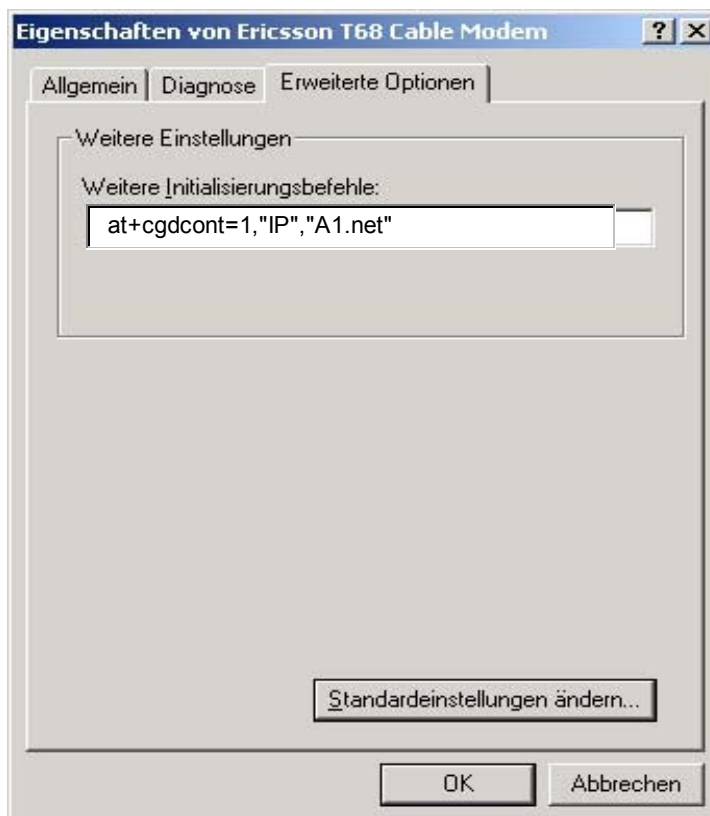 Eigenschaften von Ericsson T68 Cable Modem
Allgemein Diagnose Erweiterte Optionen
Weitere Einstellungen
Weitere Initialisierungsbefehle:
at+cgdcont=1,"IP","A1.net"
Standardeinstellungen ändern...
OK Abbrechen